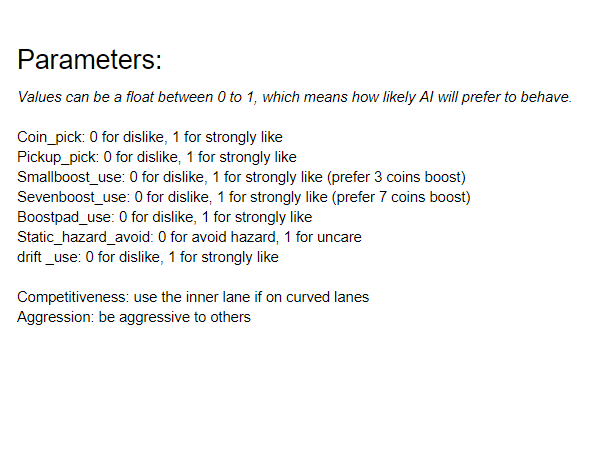 Parameters:
Values can be a float between 0 to 1, which means how likely AI will prefer to behave.
Coin_pick: 0 for dislike, 1 for strongly like
Pickup_pick: 0 for dislike, 1 for strongly like
Smallboost_use: 0 for dislike, 1 for strongly like (prefer 3 coins boost)
Sevenboost_use: 0 for dislike, 1 for strongly like (prefer 7 coins boost)
Boostpad_use: 0 for dislike, 1 for strongly like
Static_hazard_avoid: 0 for avoid hazard, 1 for uncare
drift _use: 0 for dislike, 1 for strongly like
Competitiveness: use the inner lane if on curved lanes
Aggression: be aggressive to others